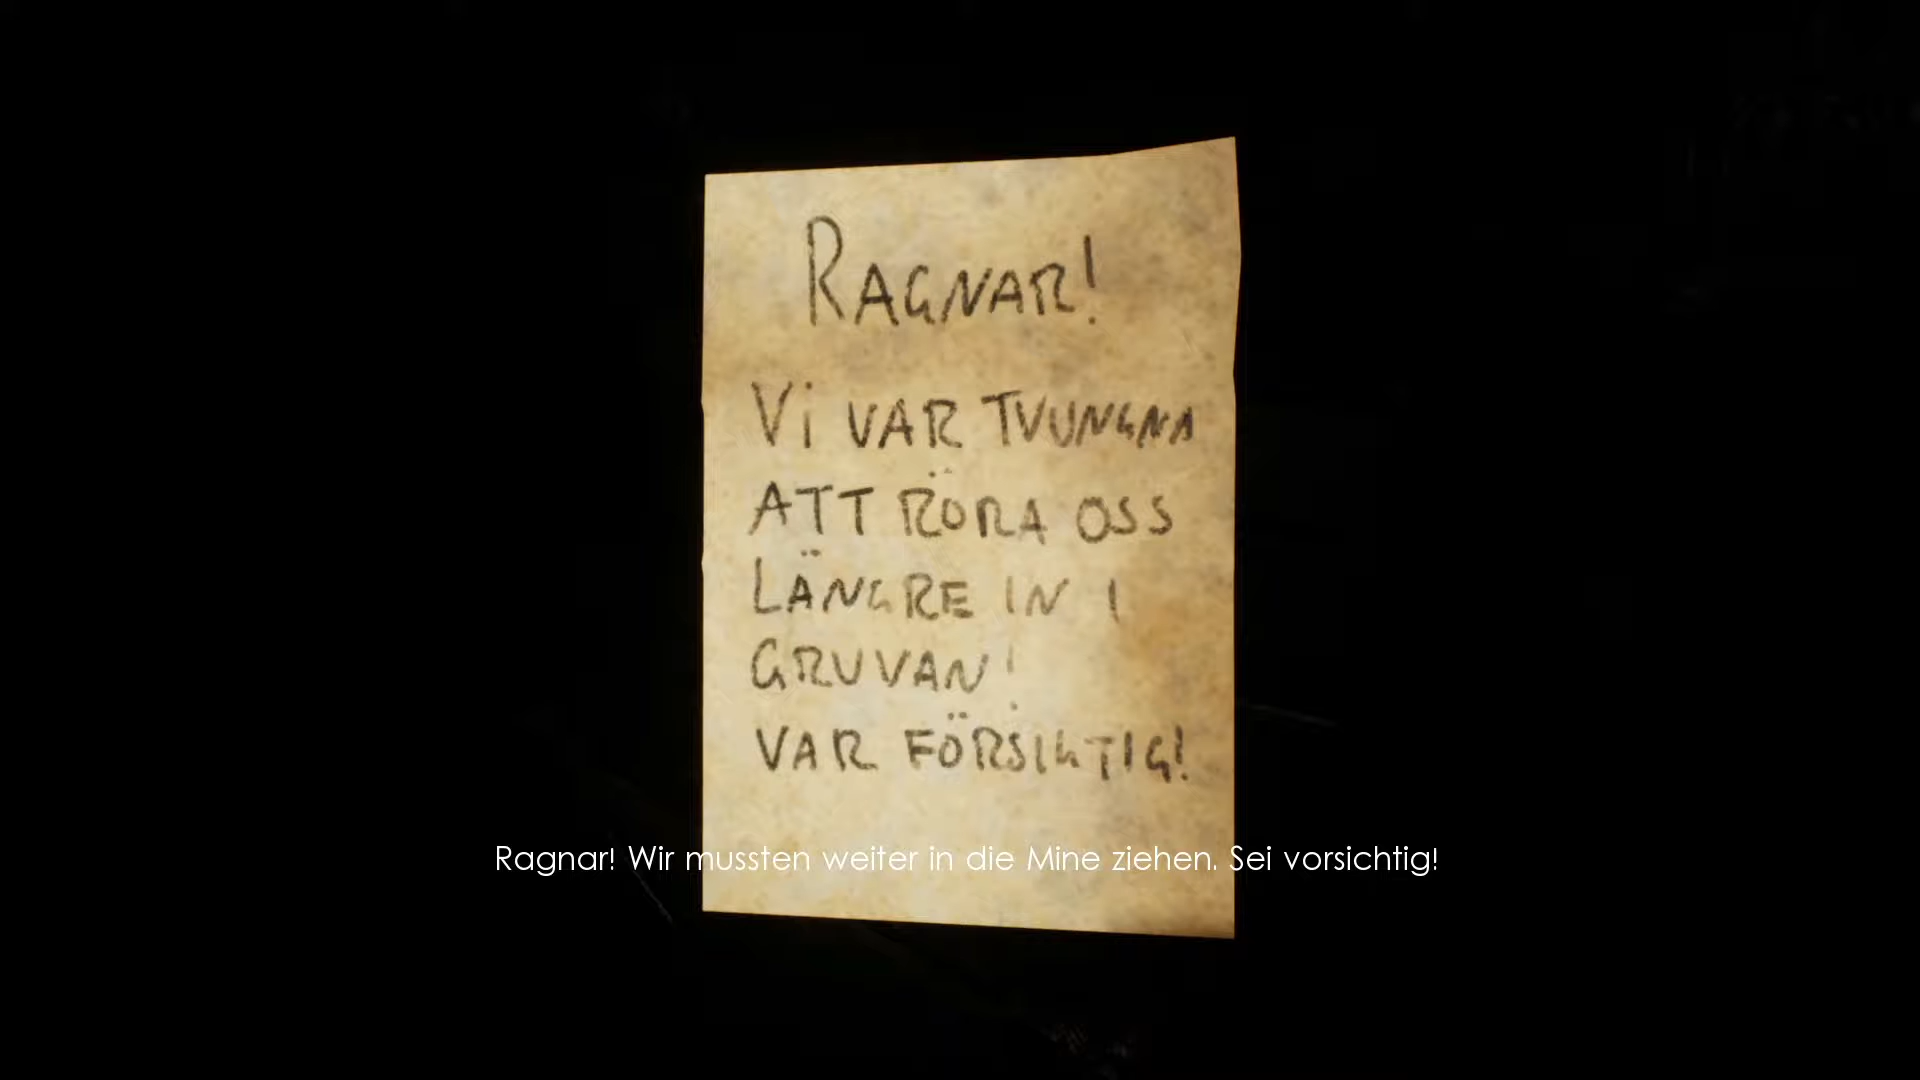 RAGNAR!
Vi VAR TVUNGNA
ATT RÖRA OSS
LÄNGRE IN I
GRUVAN!
VAR FÖRSIGTIG!
Ragnar! Wir mussten weiter in die Mine ziehen. Sei vorsichtig!